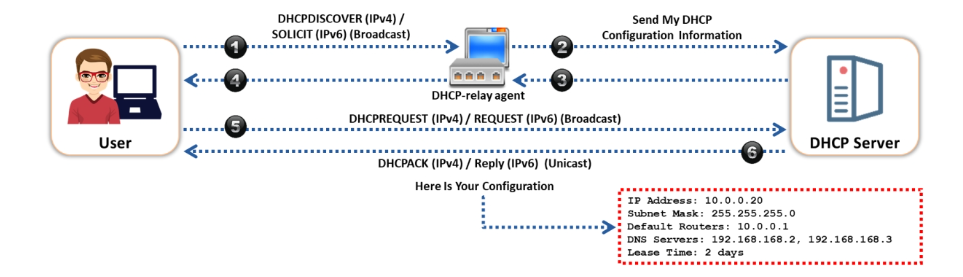 DHCPDISCOVER (IPv4) /
SOLICIT (IPv6) (Broadcast)
Send My DHCP
Configuration Information
1
2
4
3
DHCP-relay agent
5
DHCPREQUEST (IPv4) / REQUEST (IPv6) (Broadcast)
User
DHCP Server
6
DHCPACK (IPv4) / Reply (IPv6) (Unicast)
Here Is Your Configuration
IP Address: 10.0.0.20
Subnet Mask: 255.255.255.0
Default Routers: 10.0.0.1
DNS Servers: 192.168.168.2, 192.168.168.3
Lease Time: 2 days